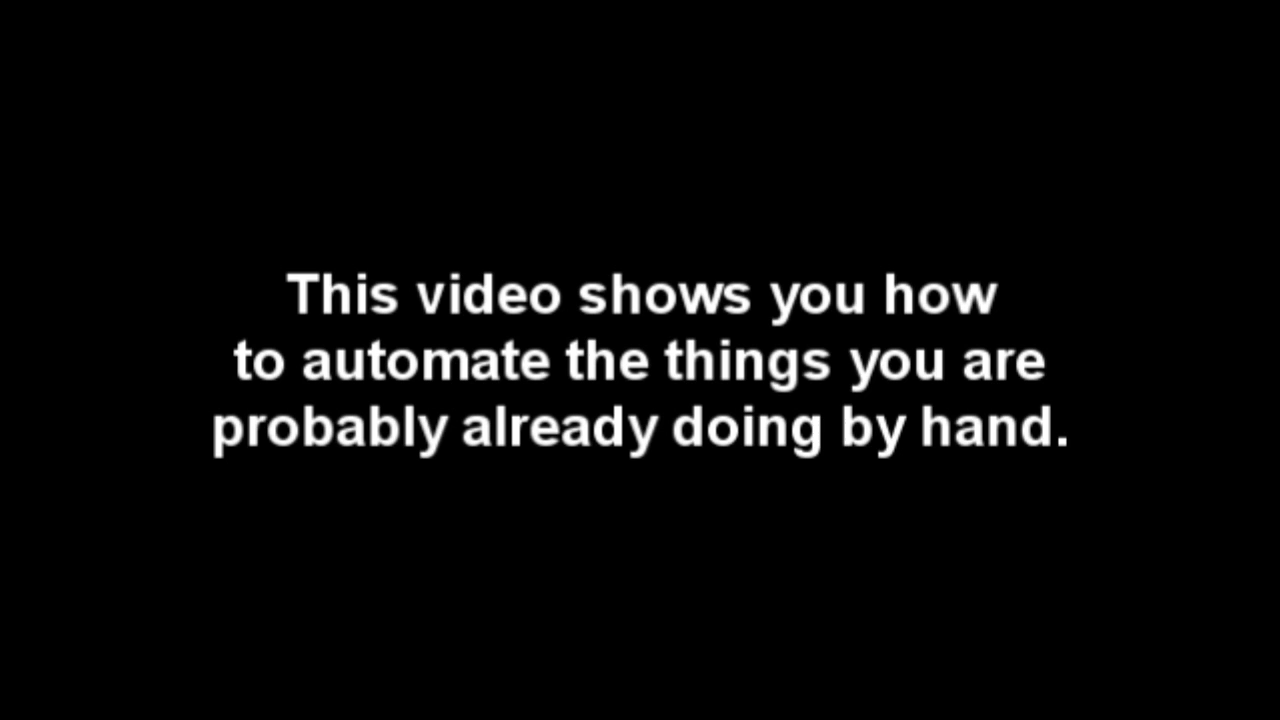 This video shows you how
to automate the things you are
probably already doing by hand.